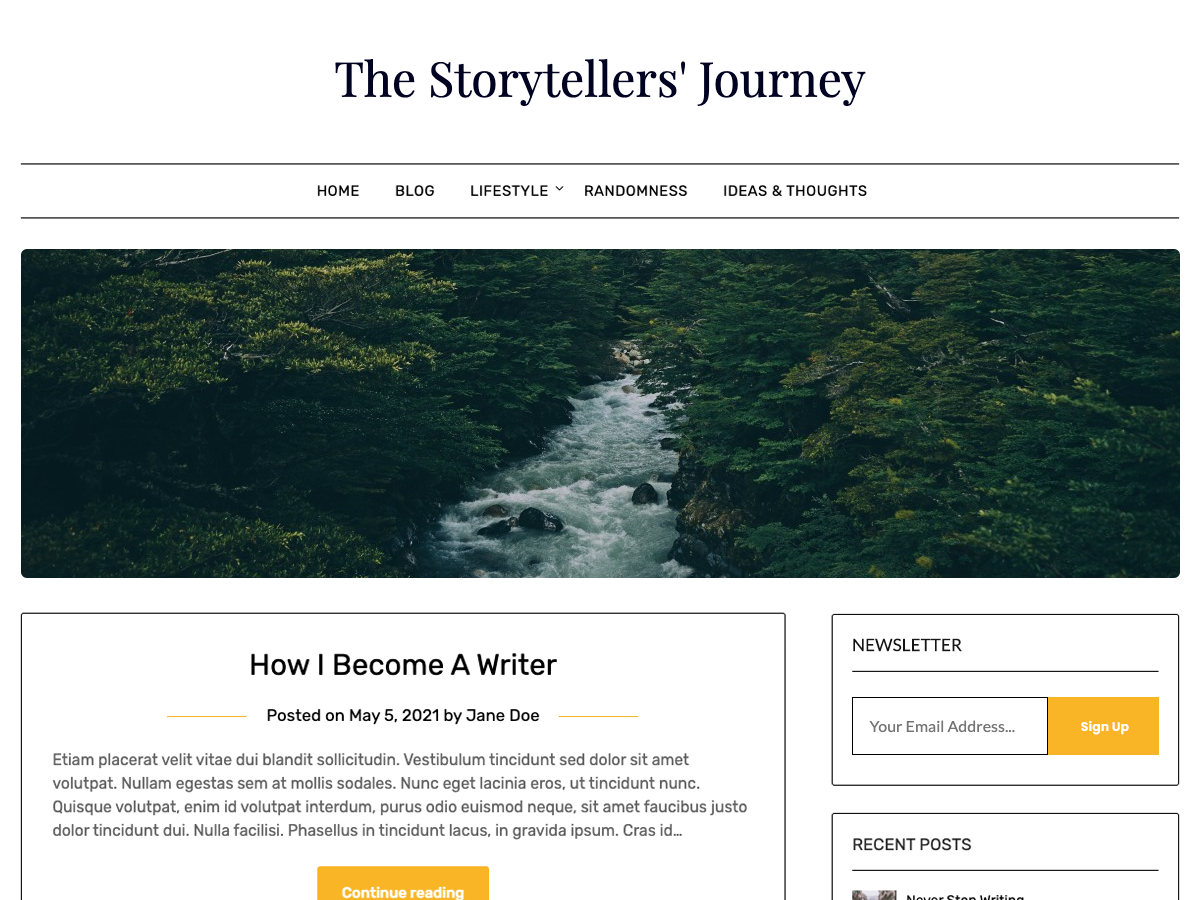 The Storytellers' Journey
HOME BLOG LIFESTYLE RANDOMNESS IDEAS & THOUGHTS
How I Become A Writer
Posted on May 5, 2021 by Jane Doe
Etiam placerat velit vitae dui blandit sollicitudin. Vestibulum tincidunt sed dolor sit amet
volutpat. Nullam egestas sem at mollis sodales. Nunc eget lacinia eros, ut tincidunt nunc.
Quisque volutpat, enim id volutpat interdum, purus odio euismod neque, sit amet faucibus justo
dolor tincidunt dui. Nulla facilisi. Phasellus in tincidunt lacus, in gravida ipsum. Cras id...
Continue reading
NEWSLETTER
Your Email Address... Sign Up
RECENT POSTS
Never Stop Writing